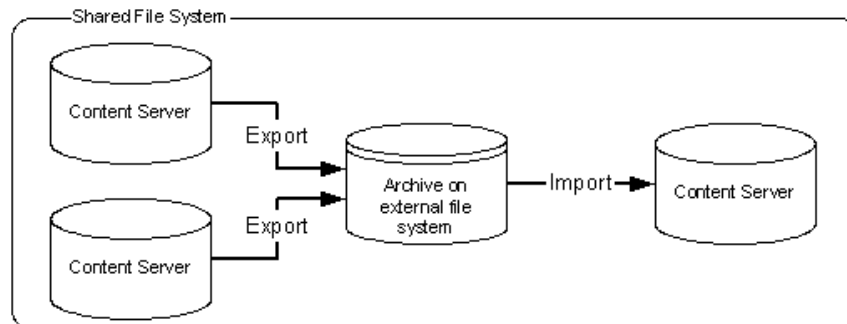 Shared File System
Content Server
Export
Content Server
Export
Archive on
external file
system
Import
Content Server